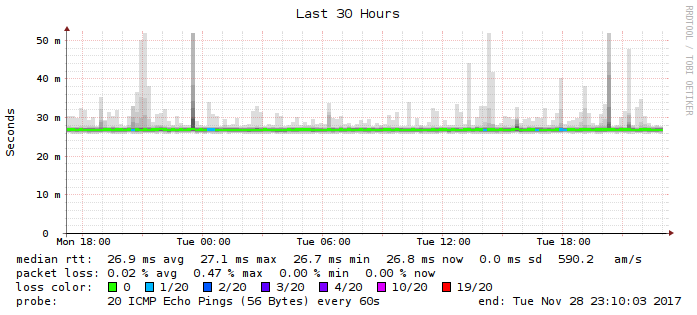 Last 30 Hours
RRDTOOL / TOBI OETIKER
Seconds
50 m
40 m
30 m
20 m
10 m
0
Mon 18:00 Tue 00:00 Tue 06:00 Tue 12:00 Tue 18:00
median rtt: 26.9 ms avg 27.1 ms max 26.7 ms min 26.8 ms now 0.0 ms sd 590.2 am/s
packet loss: 0.02 % avg 0.47 % max 0.00 % min 0.00 % now
loss color: 0 1/20 2/20 3/20 4/20 10/20 19/20
probe: 20 ICMP Echo Pings (56 Bytes) every 60s end: Tue Nov 28 23:10:03 2017